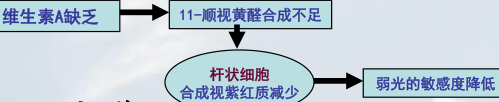 维生素A缺乏
11-顺视黄醛合成不足
杆状细胞
合成视紫红质减少
弱光的敏感度降低